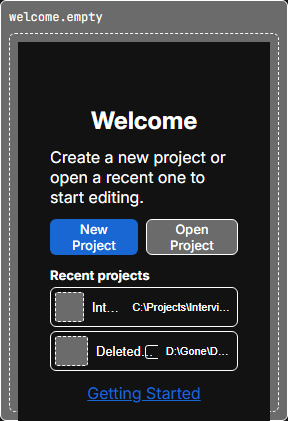 welcome.empty
Welcome
Create a new project or
open a recent one to
start editing.
New
Project
Open
Project
Recent projects
Int... C:\Projects\Intervi...
Deleted... D:\Gone\D...
Getting Started